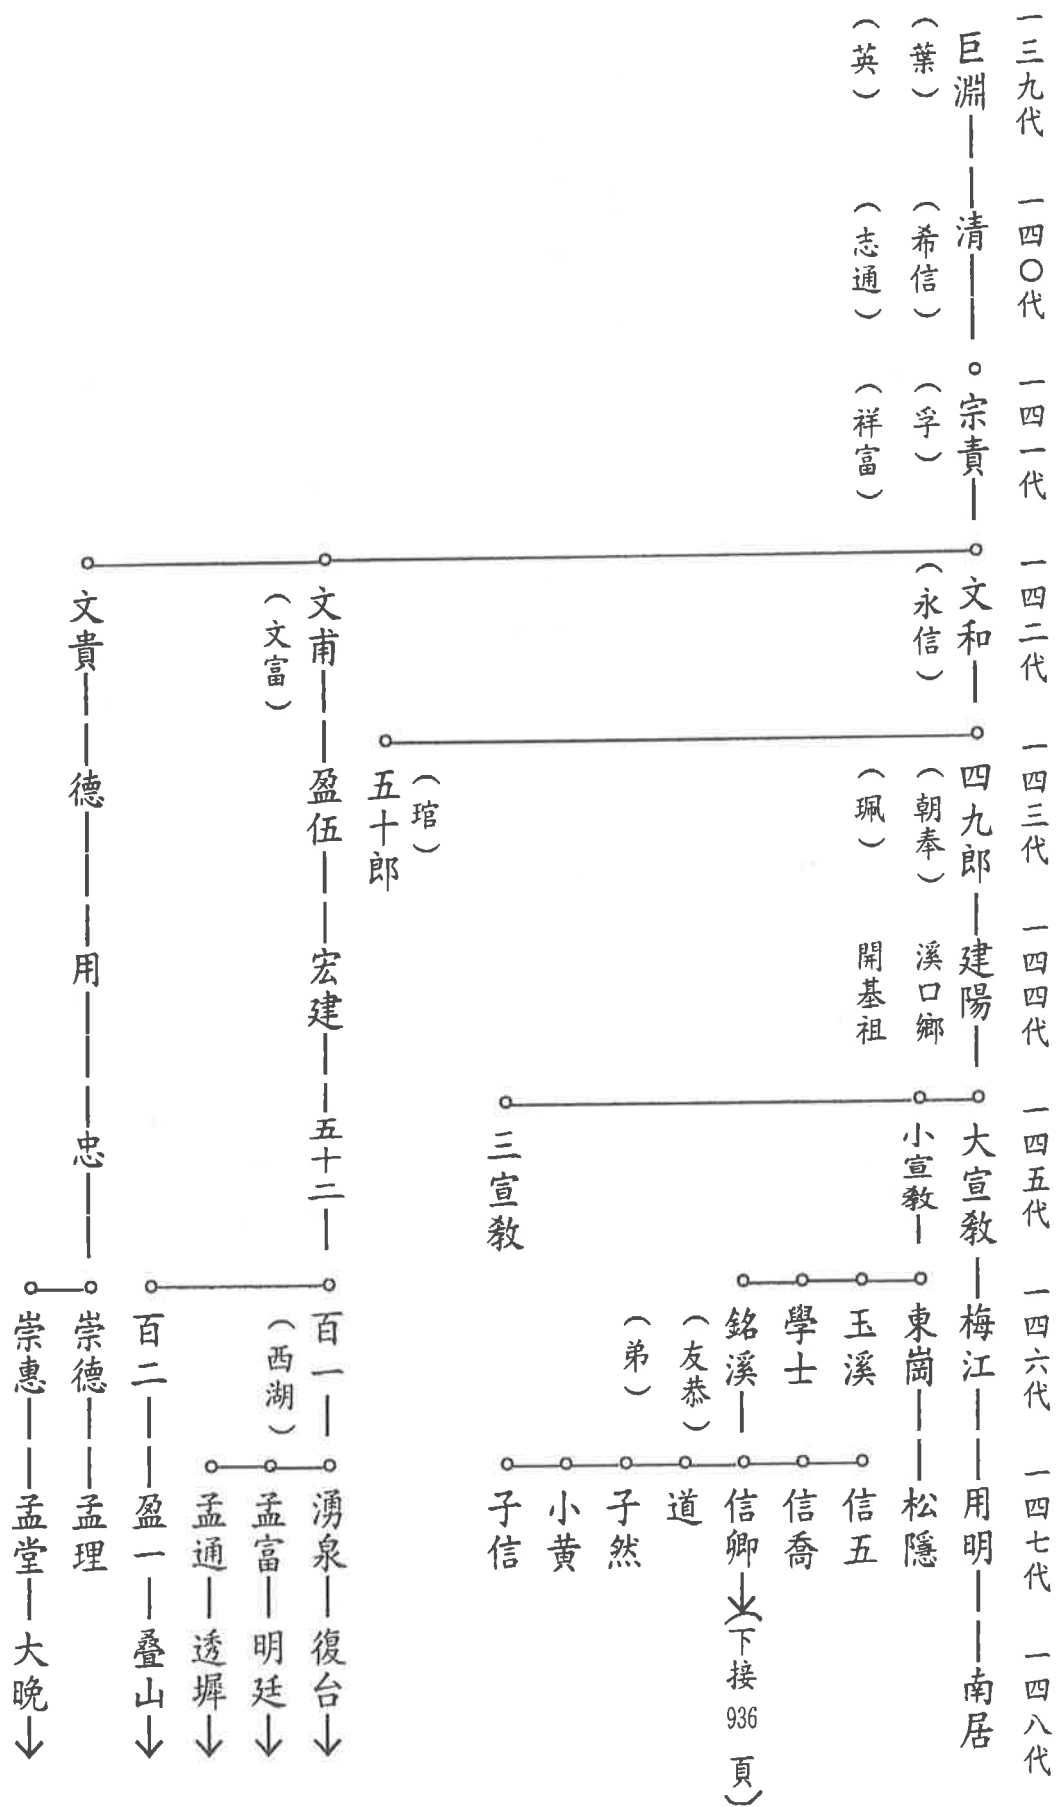 一三九代
一四〇代
一四一代
一四二代
一四三代
一四四代
一四五代
一四六代
一四七代
一四八代
巨淵
清
宗責
文和
四九郎
建陽
大宣教
梅江
用明
南居
(葉)
(希信)
(孚)
(永信)
(朝奉)
溪口鄉
小宣教
東崗
松隱
(英)
(志通)
(祥富)
(珮)
開基祖
玉溪
信五
學士
信喬
銘溪
信卿
(下接936頁)
(友恭)
道
(弟)
子然
小黃
三宣教
子信
(琯)
五十郎
文甫
盈伍
宏建
五十二
百一
湧泉
復台
(文富)
(西湖)
孟富
明廷
孟通
透墀
百二
盈一
叠山
文貴
德
用
忠
崇德
孟理
崇惠
孟堂
大晚